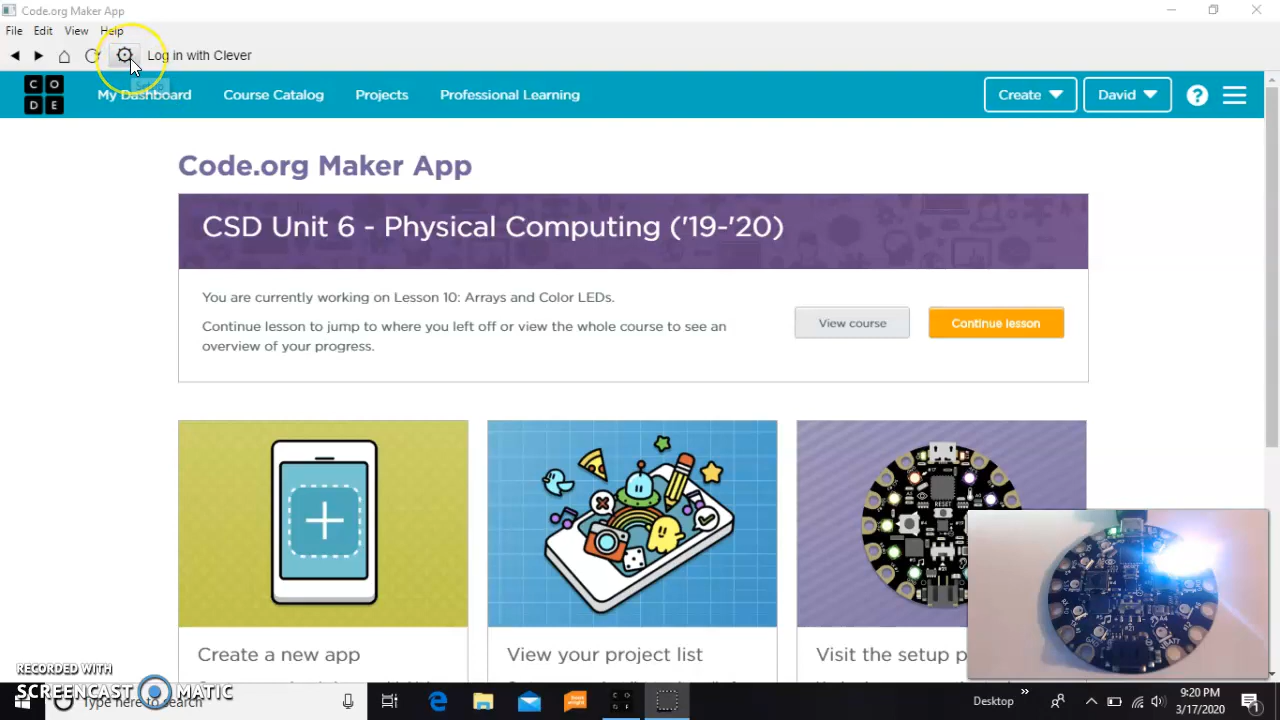 Code.org Maker App
File Edit View Help
Log in with Clever
CODE My Dashboard Course Catalog Projects Professional Learning Create David ?
Code.org Maker App
CSD Unit 6 - Physical Computing ('19-'20)
You are currently working on Lesson 10: Arrays and Color LEDs.
Continue lesson to jump to where you left off or view the whole course to see an
overview of your progress.
View course Continue lesson
RESET
Create a new app View your project list Visit the setup p
RECORDED WITH
SCREENCAST MATIC
Type here to search
Desktop
9:20 PM
3/17/2020